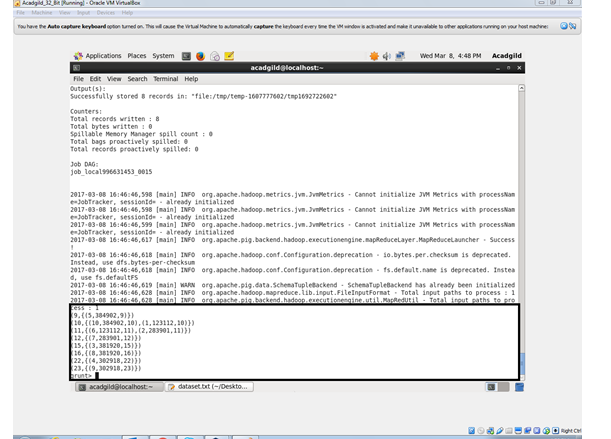 Acadgild_32_Bit [Running] - Oracle VM VirtualBox
File Machine View Input Devices Help
You have the Auto capture keyboard option turned on. This will cause the Virtual Machine to automatically capture the keyboard every time the VM window is activated and make it unavailable to other applications running on your host machine:
Applications Places System Wed Mar 8, 4:48 PM Acadgild
acadgild@localhost:~
File Edit View Search Terminal Help
Output(s):
Successfully stored 8 records in: "file:/tmp/temp-1607777602/tmp1692722602"
Counters:
Total records written : 8
Total bytes written : 0
Spillable Memory Manager spill count : 0
Total bags proactively spilled: 0
Total records proactively spilled: 0
Job DAG:
job_local996631453_0015
2017-03-08 16:46:46,598 [main] INFO org.apache.hadoop.metrics.jvm.JvmMetrics - Cannot initialize JVM Metrics with processNam
e=JobTracker, sessionId= - already initialized
2017-03-08 16:46:46,598 [main] INFO org.apache.hadoop.metrics.jvm.JvmMetrics - Cannot initialize JVM Metrics with processNam
e=JobTracker, sessionId= - already initialized
2017-03-08 16:46:46,599 [main] INFO org.apache.hadoop.metrics.jvm.JvmMetrics - Cannot initialize JVM Metrics with processNam
e=JobTracker, sessionId= - already initialized
2017-03-08 16:46:46,617 [main] INFO org.apache.pig.backend.hadoop.executionengine.mapReduceLayer.MapReduceLauncher - Success
!
2017-03-08 16:46:46,618 [main] INFO org.apache.hadoop.conf.Configuration.deprecation - io.bytes.per.checksum is deprecated.
Instead, use dfs.bytes-per-checksum
2017-03-08 16:46:46,618 [main] INFO org.apache.hadoop.conf.Configuration.deprecation - fs.default.name is deprecated. Instea
d, use fs.defaultFS
2017-03-08 16:46:46,619 [main] WARN org.apache.pig.data.SchemaTupleBackend - SchemaTupleBackend has already been initialized
2017-03-08 16:46:46,628 [main] INFO org.apache.hadoop.mapreduce.lib.input.FileInputFormat - Total input paths to process : 1
2017-03-08 16:46:46,628 [main] INFO org.apache.pig.backend.hadoop.executionengine.util.MapRedUtil - Total input paths to pro
cess : 1
(9,{(5,384902,9)})
(10,{(10,384902,10),(1,123112,10)})
(11,{(6,123112,11),(2,283901,11)})
(12,{(7,283901,12)})
(15,{(3,381920,15)})
(16,{(8,381920,16)})
(22,{(4,302918,22)})
(23,{(9,302918,23)})
grunt>
acadgild@localhost:~ dataset.txt (~/Deskto...
Right Ctrl